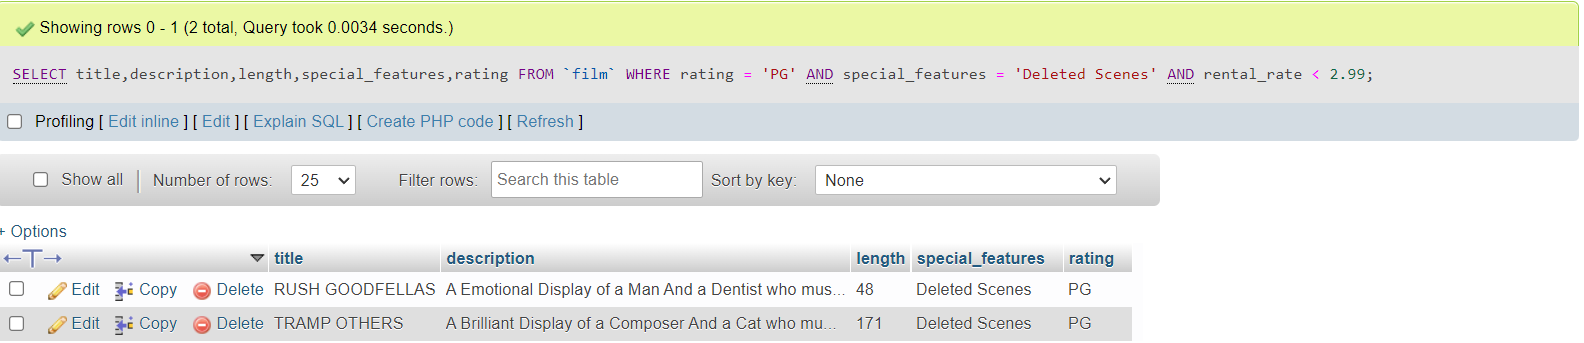 Showing rows 0 - 1 (2 total, Query took 0.0034 seconds.)
SELECT title,description,length,special_features,rating FROM `film` WHERE rating = 'PG' AND special_features = 'Deleted Scenes' AND rental_rate < 2.99;
Profiling [ Edit inline ] [ Edit ] [ Explain SQL ] [ Create PHP code ] [ Refresh ]
Show all Number of rows: 25 Filter rows: Search this table Sort by key: None
+ Options
←T→ title description length special_features rating
Edit Copy Delete RUSH GOODFELLAS A Emotional Display of a Man And a Dentist who mus... 48 Deleted Scenes PG
Edit Copy Delete TRAMP OTHERS A Brilliant Display of a Composer And a Cat who mu... 171 Deleted Scenes PG